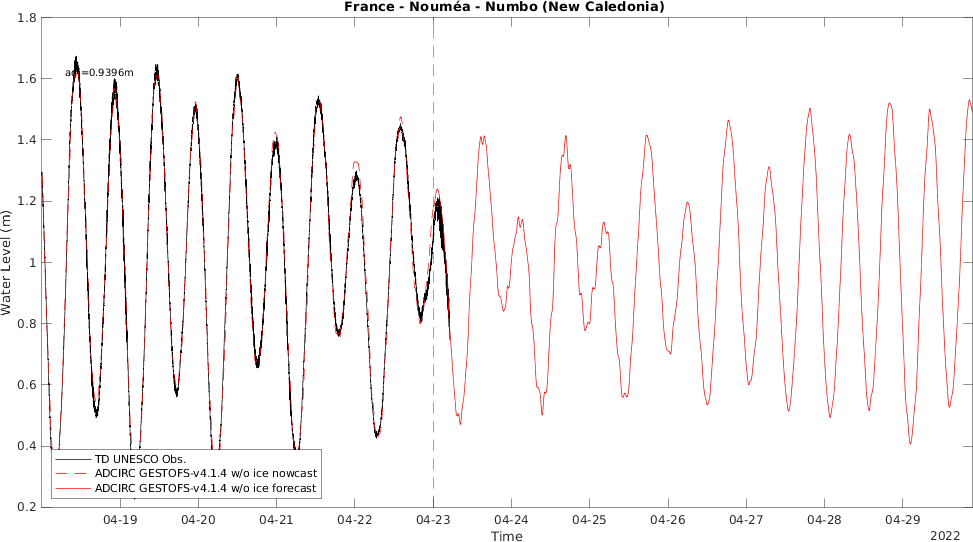 France - Nouméa - Numbo (New Caledonia)
1.8
1.6
1.4
1.2
1
0.8
0.6
0.4
0.2
Water Level (m)
=0.9396m
TD UNESCO Obs.
ADCIRC GESTOFS-v4.1.4 w/o ice nowcast
ADCIRC GESTOFS-v4.1.4 w/o ice forecast
04-19 04-20 04-21 04-22 04-23 04-24 04-25 04-26 04-27 04-28 04-29
Time
2022